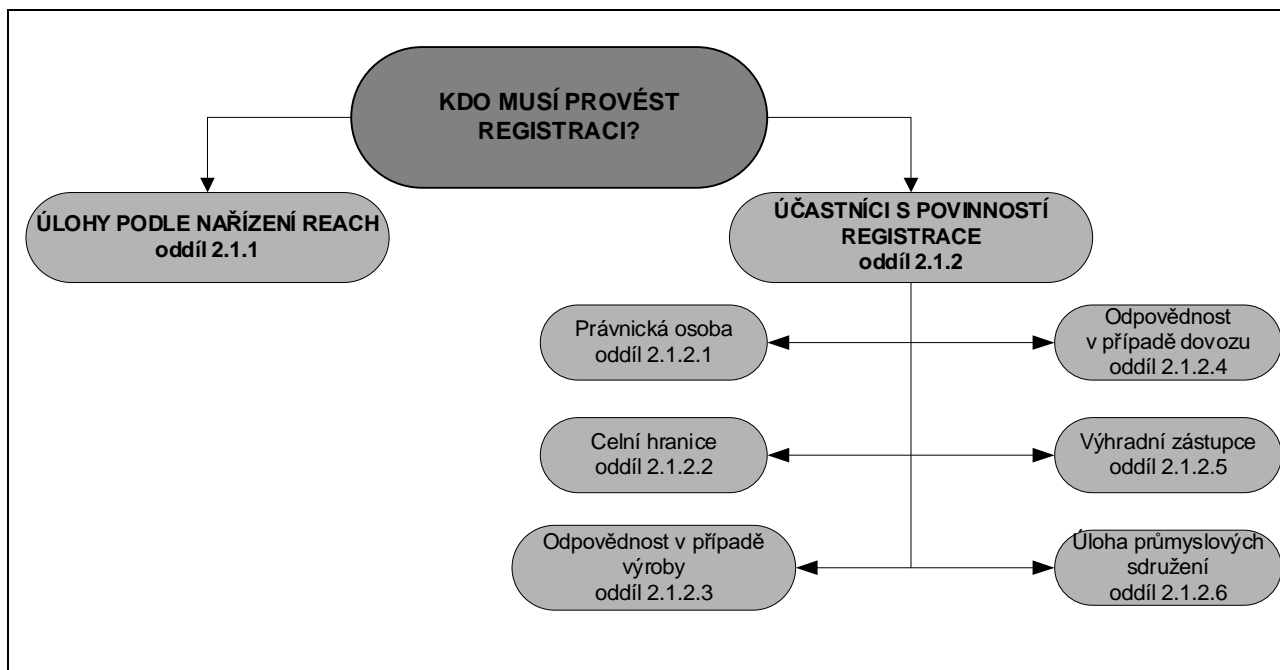 KDO MUSÍ PROVÉST
REGISTRACI?
ÚLOHY PODLE NAŘÍZENÍ REACH
oddíl 2.1.1
ÚČASTNÍCI S POVINNOSTÍ
REGISTRACE
oddíl 2.1.2
Právnická osoba
oddíl 2.1.2.1
Odpovědnost
v případě dovozu
oddíl 2.1.2.4
Celní hranice
oddíl 2.1.2.2
Výhradní zástupce
oddíl 2.1.2.5
Odpovědnost v případě
výroby
oddíl 2.1.2.3
Úloha průmyslových
sdružení
oddíl 2.1.2.6